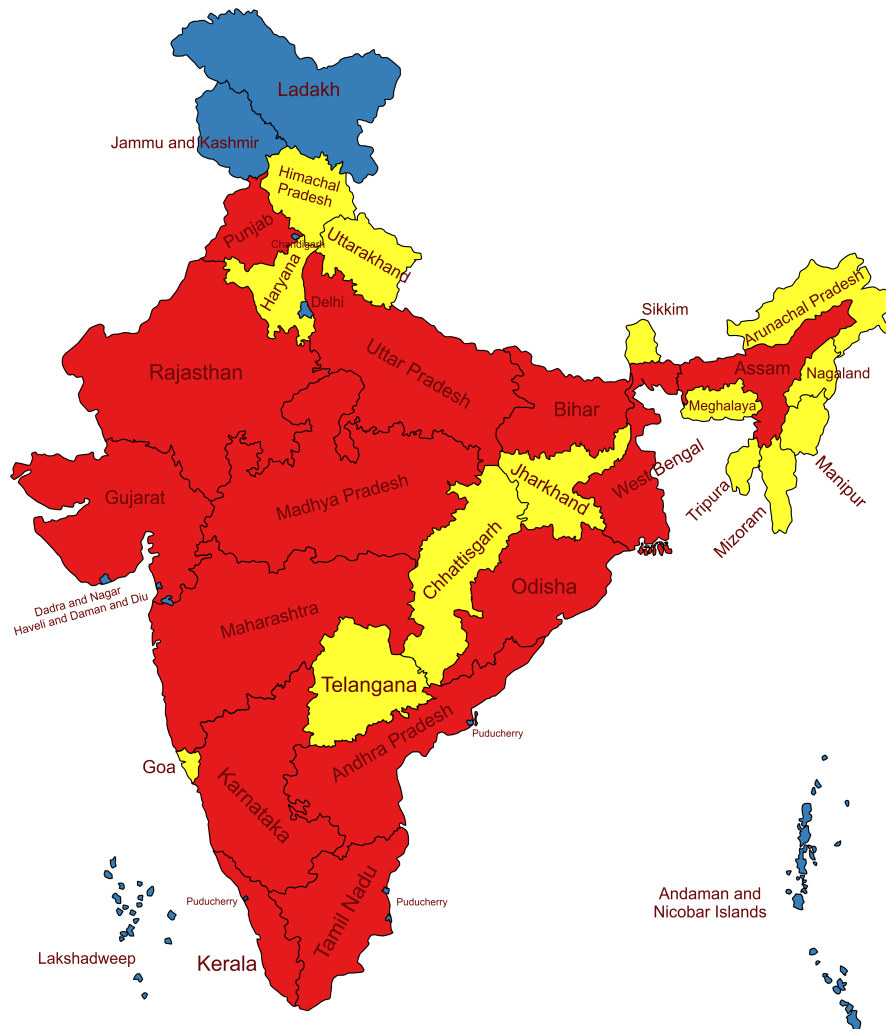 Ladakh
Jammu and Kashmir
Himachal
Pradesh
Punjab
Chandigarh
Uttarakhand
Haryana
Delhi
Sikkim
Arunachal Pradesh
Rajasthan
Uttar Pradesh
Assam
Nagaland
Bihar
Meghalaya
Manipur
Tripura
Mizoram
West Bengal
Jharkhand
Gujarat
Madhya Pradesh
Chhattisgarh
Odisha
Dadra and Nagar
Haveli and Daman and Diu
Maharashtra
Telangana
Andhra Pradesh
Puducherry
Goa
Karnataka
Puducherry
Tamil Nadu
Puducherry
Andaman and
Nicobar Islands
Lakshadweep
Kerala